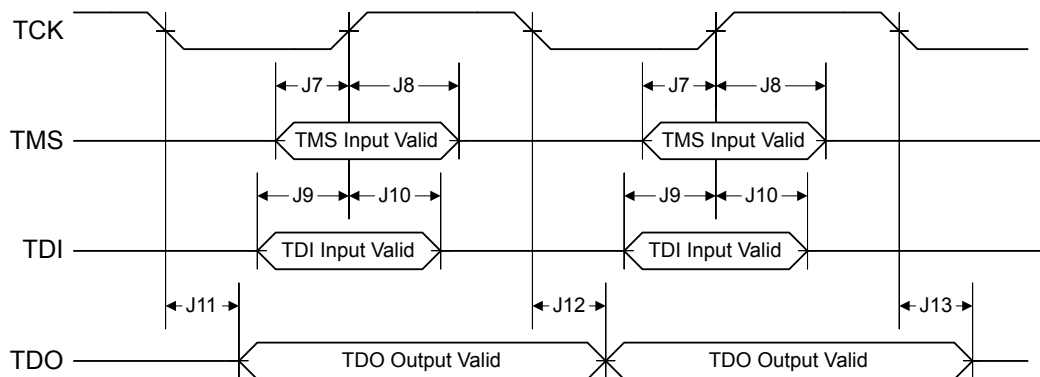 TCK
J7 J8 J7 J8
TMS TMS Input Valid TMS Input Valid
J9 J10 J9 J10
TDI TDI Input Valid TDI Input Valid
J11 J12 J13
TDO TDO Output Valid TDO Output Valid